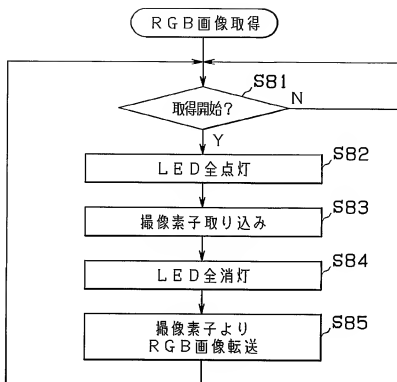 RGB画像取得
S81
取得開始?
N
Y
S82
LED全点灯
S83
撮像素子取り込み
S84
LED全消灯
S85
撮像素子より
RGB画像転送